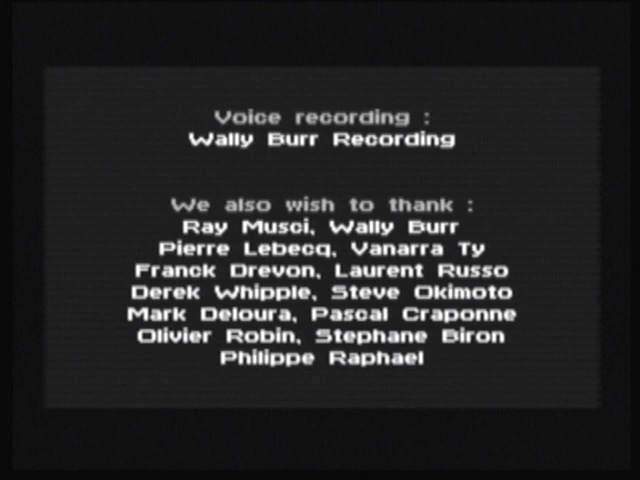 Voice recording :
Wally Burr Recording
We also wish to thank :
Ray Musci, Wally Burr
Pierre Lebecq, Vanarra Ty
Franck Drevon, Laurent Russo
Derek Whipple, Steve Okimoto
Mark Deloura, Pascal Craponne
Olivier Robin, Stephane Biron
Philippe Raphael